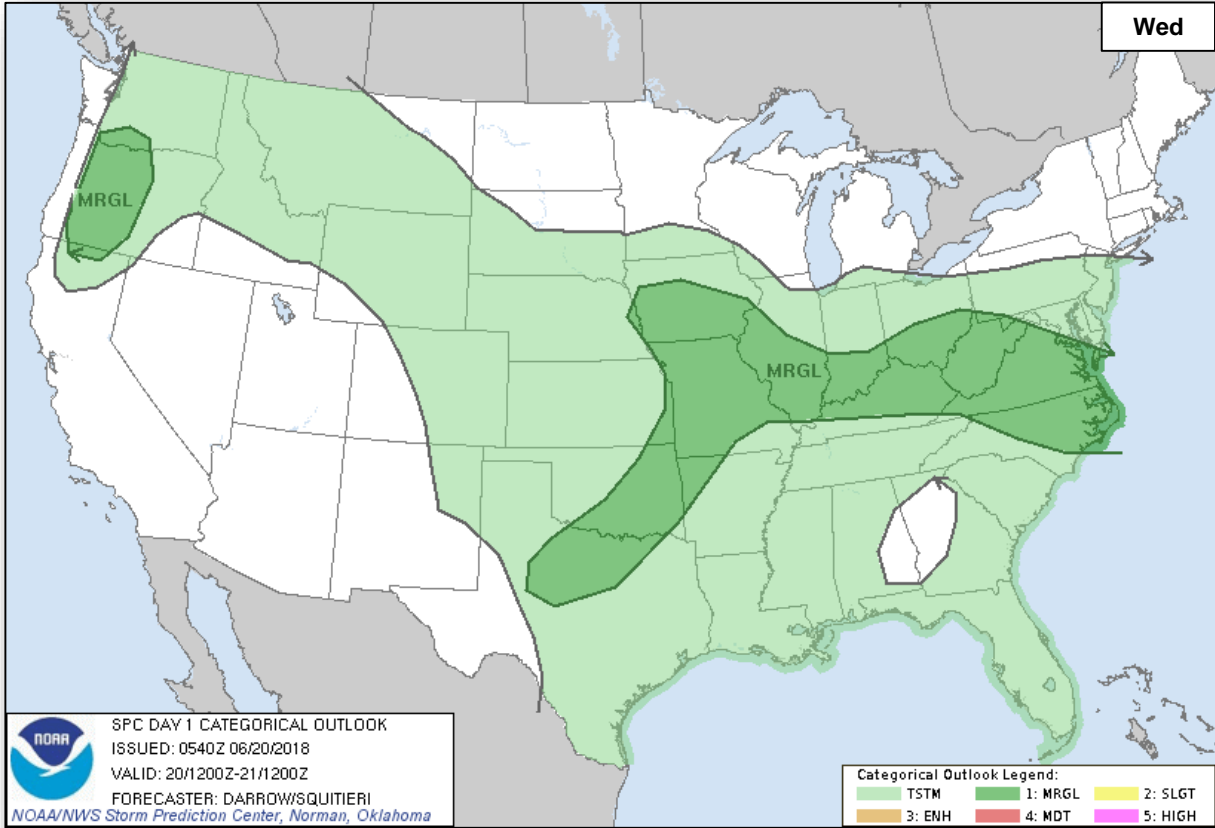 Wed
MRGL
MRGL
NOAA
SPC DAY 1 CATEGORICAL OUTLOOK
ISSUED: 0540Z 06/20/2018
VALID: 20/1200Z-21/1200Z
FORECASTER: DARROW/SQUITIERI
NOAA/NWS Storm Prediction Center, Norman, Oklahoma
Categorical Outlook Legend:
TSTM 1: MRGL 2: SLGT
3: ENH 4: MDT 5: HIGH